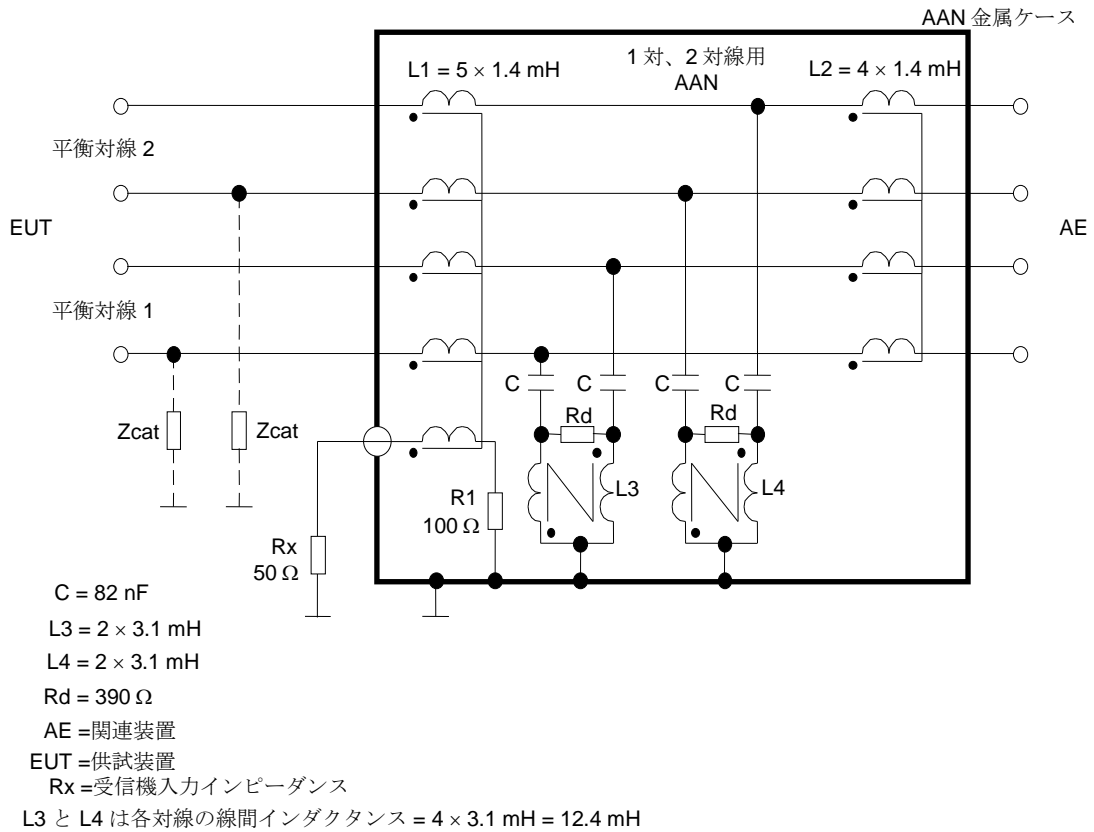 AAN 金属ケース
L1 = 5 × 1.4 mH
1 対、2 対線用
AAN
L2 = 4 × 1.4 mH
平衡対線 2
EUT
AE
平衡対線 1
C
C
C
C
Rd
Rd
Zcat
Zcat
L3
L4
R1
100 Ω
Rx
50 Ω
C = 82 nF
L3 = 2 × 3.1 mH
L4 = 2 × 3.1 mH
Rd = 390 Ω
AE =関連装置
EUT =供試装置
Rx =受信機入力インピーダンス
L3 と L4 は各対線の線間インダクタンス = 4 × 3.1 mH = 12.4 mH